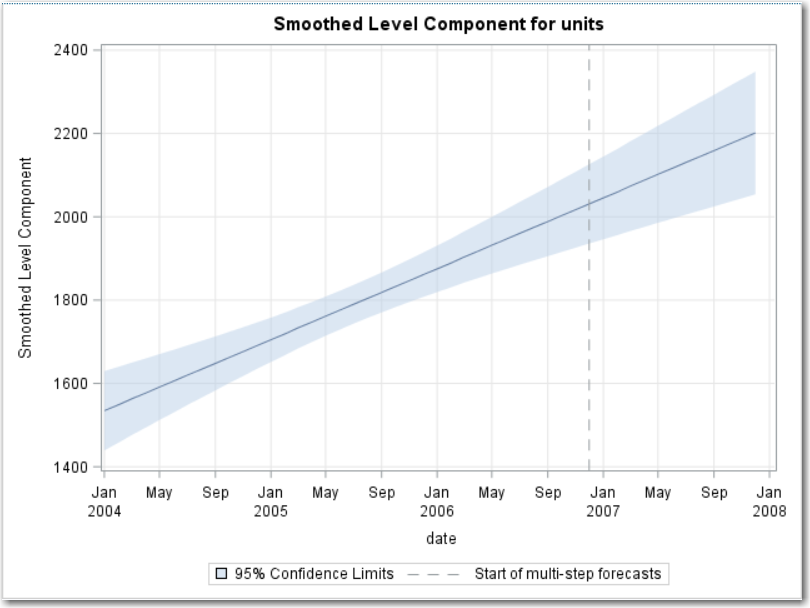 Smoothed Level Component for units
Smoothed Level Component
2400
2200
2000
1800
1600
1400
Jan May Sep Jan May Sep Jan May Sep Jan May Sep Jan
2004 2005 2006 2007 2008
date
95% Confidence Limits Start of multi-step forecasts